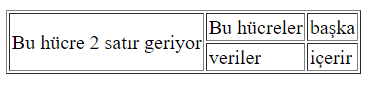 Bu hücre 2 satır geriyor
Bu hücreler başka
veriler içerir